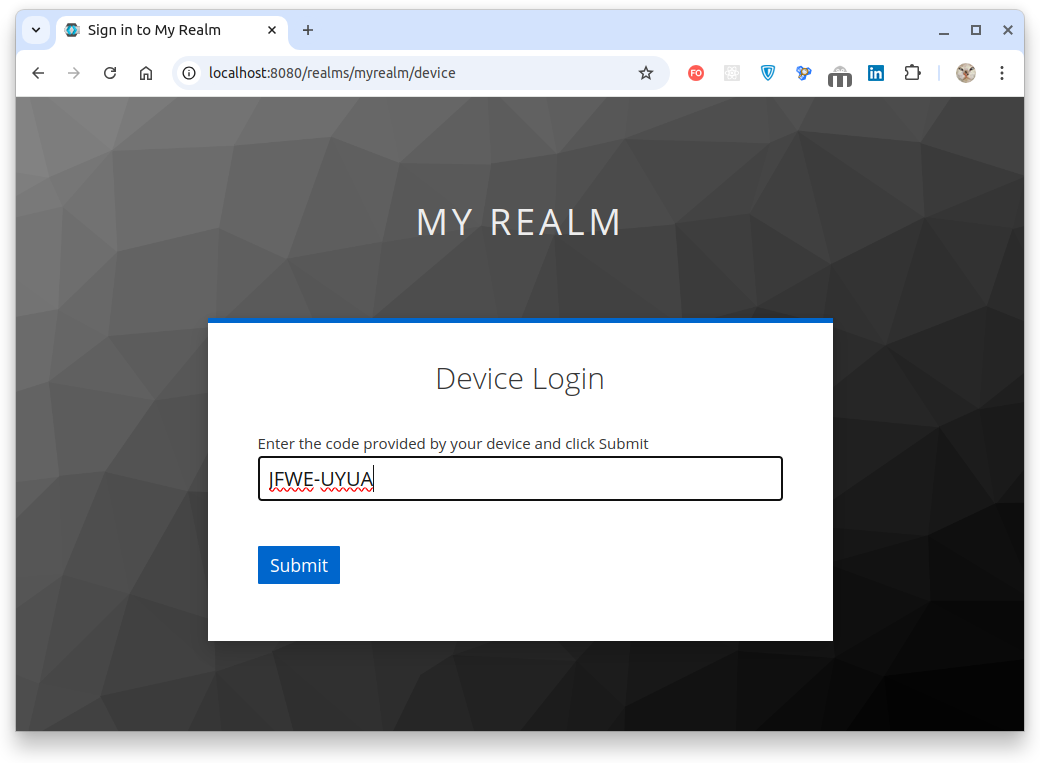 Sign in to My Realm
localhost:8080/realms/myrealm/device
FO
in
MY REALM
Device Login
Enter the code provided by your device and click Submit
JFWE-UYUA
Submit